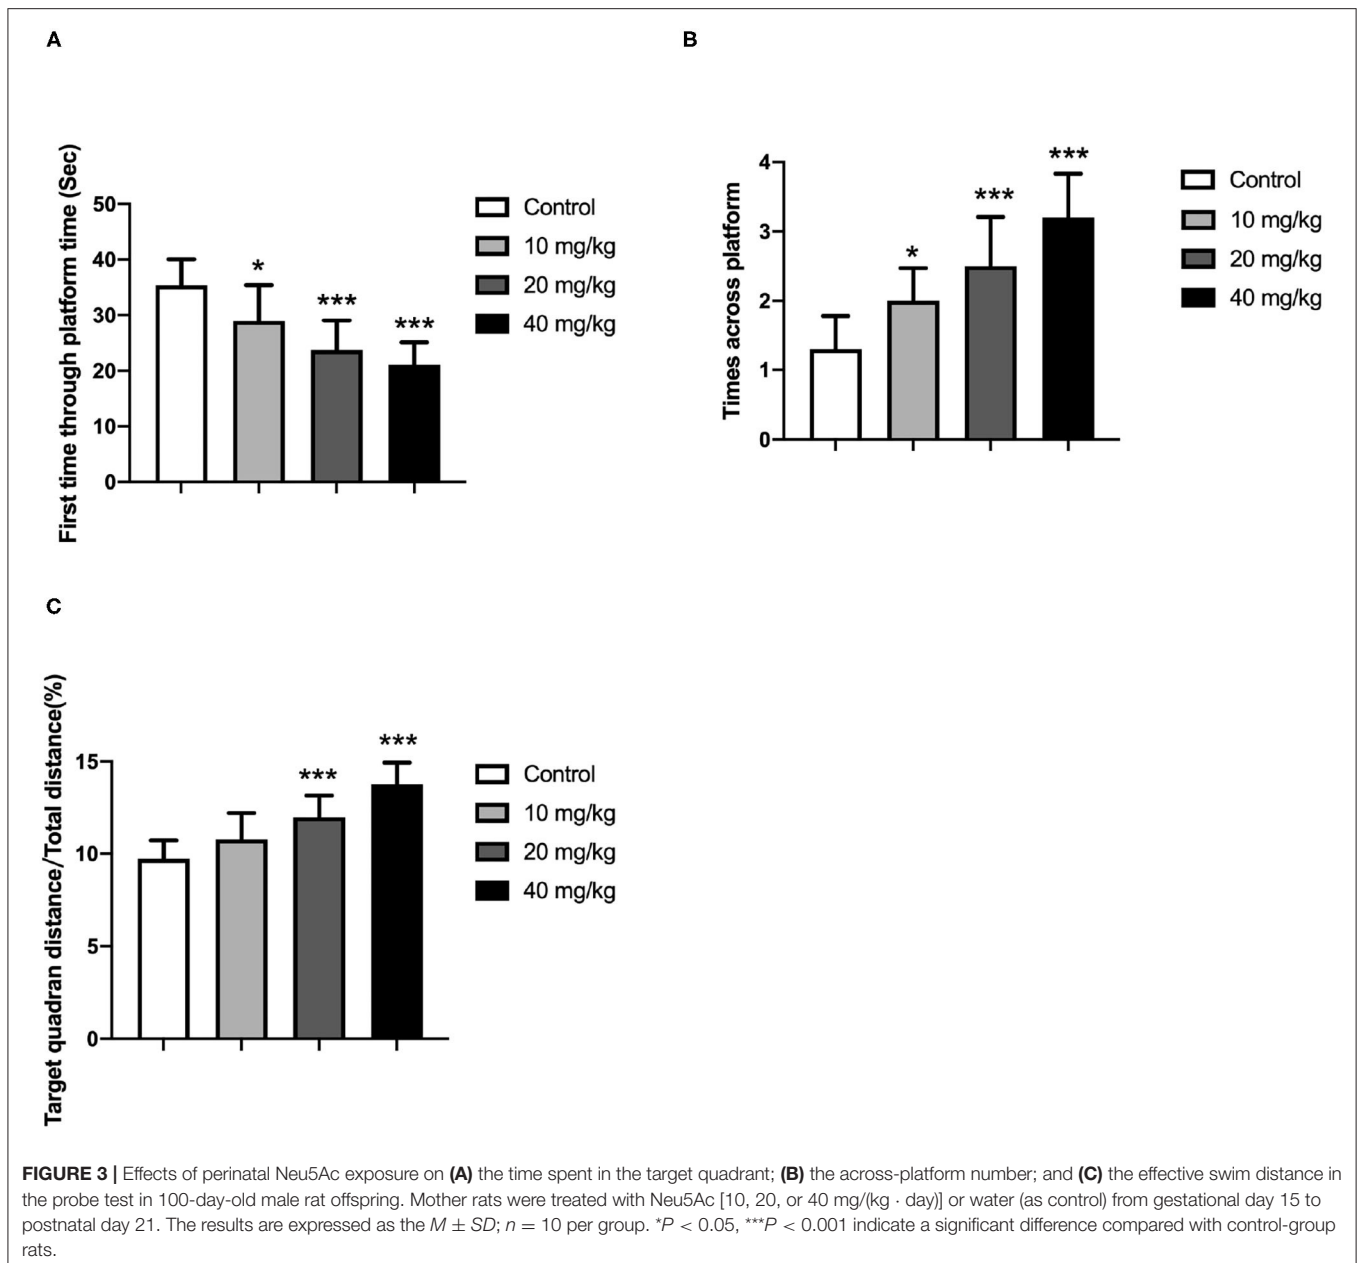 A
First time through platform time (Sec)
50
40
30
20
10
0
*
***
***
Control
10 mg/kg
20 mg/kg
40 mg/kg
B
Times across platform
4
3
2
1
0
*
***
***
Control
10 mg/kg
20 mg/kg
40 mg/kg
C
Target quadran distance/Total distance(%)
15
10
5
0
***
***
Control
10 mg/kg
20 mg/kg
40 mg/kg
FIGURE 3 | Effects of perinatal Neu5Ac exposure on (A) the time spent in the target quadrant; (B) the across-platform number; and (C) the effective swim distance in
the probe test in 100-day-old male rat offspring. Mother rats were treated with Neu5Ac [10, 20, or 40 mg/(kg · day)] or water (as control) from gestational day 15 to
postnatal day 21. The results are expressed as the M ± SD; n = 10 per group. *P < 0.05, ***P < 0.001 indicate a significant difference compared with control-group
rats.